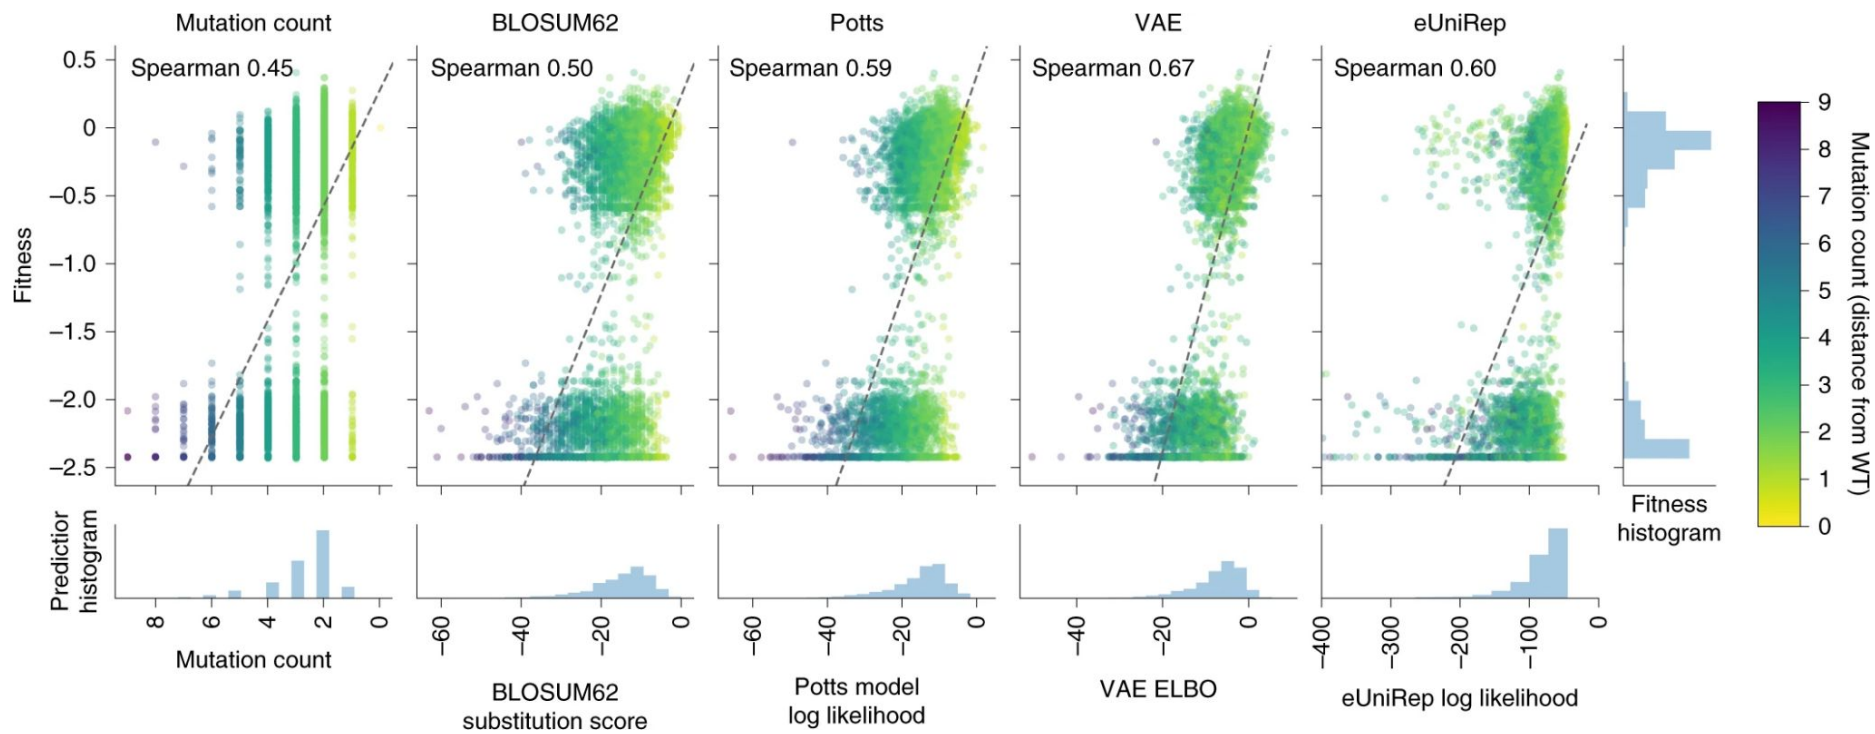 Mutation count
BLOSUM62
Potts
VAE
eUniRep
Spearman 0.45
Spearman 0.50
Spearman 0.59
Spearman 0.67
Spearman 0.60
Fitness
0.5
0
−0.5
−1.0
−1.5
−2.0
−2.5
Fitness
histogram
9
8
7
6
5
4
3
2
1
0
Mutation count (distance from WT)
Prediction
histogram
8
6
4
2
0
Mutation count
−60
−40
−20
0
BLOSUM62
substitution score
−60
−40
−20
0
Potts model
log likelihood
−40
−20
0
VAE ELBO
−400
−300
−200
−100
0
eUniRep log likelihood